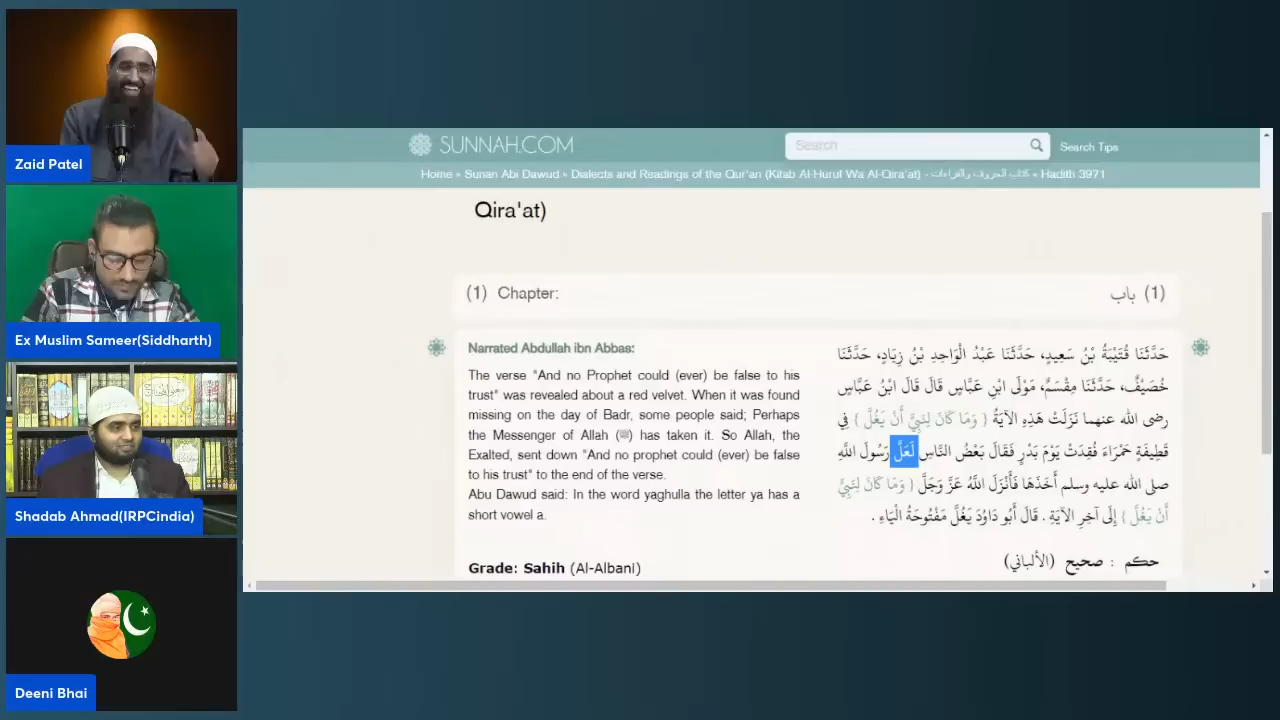 Zaid Patel
Ex Muslim Sameer(Siddharth)
Shadab Ahmad(IRPCindia)
Deeni Bhai
SUNNAH.COM
Search
Search Tips
Home » Sunan Abi Dawud » Dialects and Readings of the Qur'an (Kitab Al-Huruf Wa Al-Qira'at) - كتاب الحروف والقراءات » Hadith 3971
Qira'at)
(1) Chapter:
(1) باب
Narrated Abdullah ibn Abbas:
The verse "And no Prophet could (ever) be false to his
trust" was revealed about a red velvet. When it was found
missing on the day of Badr, some people said; Perhaps
the Messenger of Allah (ﷺ) has taken it. So Allah, the
Exalted, sent down "And no prophet could (ever) be false
to his trust" to the end of the verse.
Abu Dawud said: In the word yaghulla the letter ya has a
short vowel a.
Grade: Sahih (Al-Albani)
حَدَّثَنَا قُتَيْبَةُ بْنُ سَعِيدٍ، حَدَّثَنَا عَبْدُ الْوَاحِدِ بْنُ زِيَادٍ، حَدَّثَنَا
خُصَيْفٌ، حَدَّثَنَا مِقْسَمٌ، مَوْلَى ابْنِ عَبَّاسٍ قَالَ قَالَ ابْنُ عَبَّاسٍ
رضى الله عنهما نَزَلَتْ هَذِهِ الآيَةُ { وَمَا كَانَ لِنَبِيٍّ أَنْ يَغُلَّ } فِي
قَطِيفَةٍ حَمْرَاءَ فُقِدَتْ يَوْمَ بَدْرٍ فَقَالَ بَعْضُ النَّاسِ لَعَلَّ رَسُولَ اللَّهِ
صلى الله عليه وسلم أَخَذَهَا فَأَنْزَلَ اللَّهُ عَزَّ وَجَلَّ { وَمَا كَانَ لِنَبِيٍّ
أَنْ يَغُلَّ } إِلَى آخِرِ الآيَةِ . قَالَ أَبُو دَاوُدَ يَغُلَّ مَفْتُوحَةُ الْيَاءِ .
حكم : صحيح (الألباني)